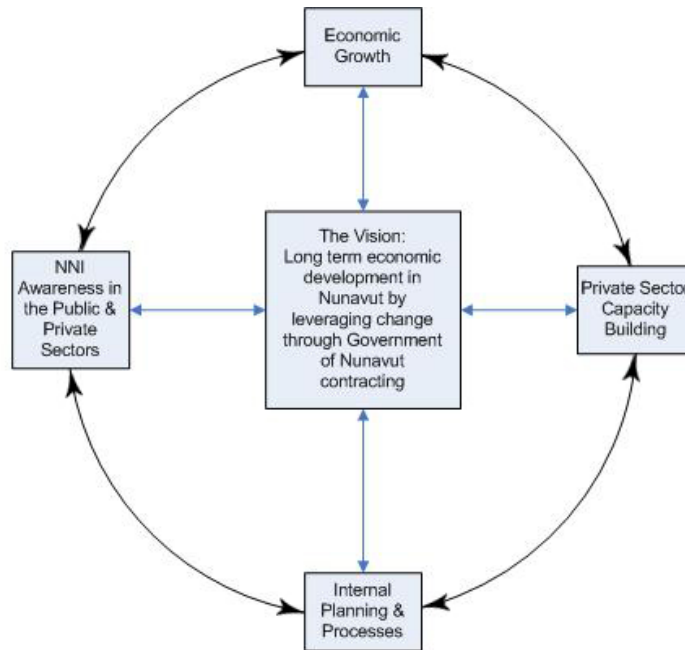 Economic
Growth
The Vision:
Long term economic
development in
Nunavut by
leveraging change
through Government
of Nunavut
contracting
NNI
Awareness in
the Public &
Private
Sectors
Private Sector
Capacity
Building
Internal
Planning &
Processes